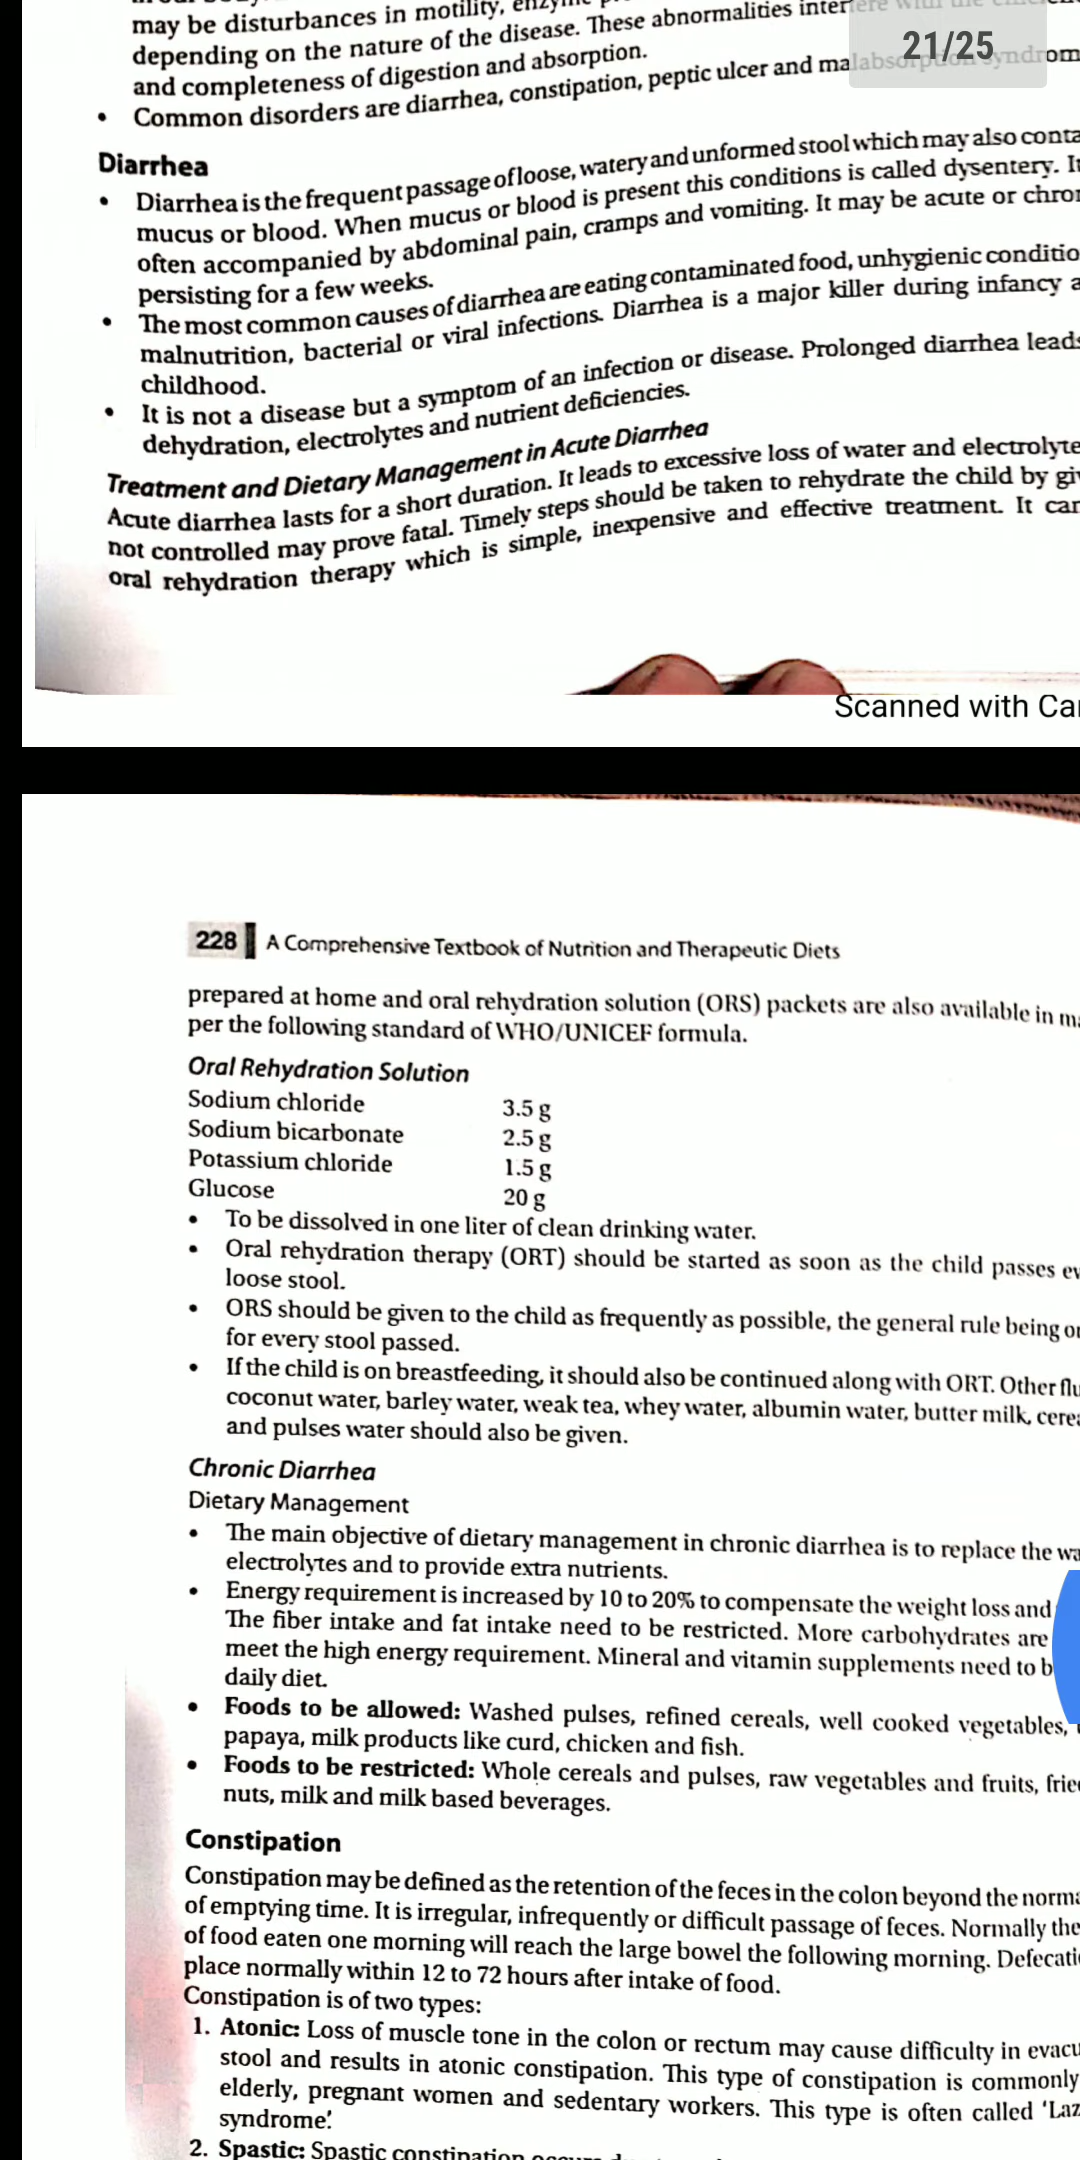 may be disturbances in motility,
depending on the nature of the disease. These abnormalities
21/25
and completeness of digestion and absorption.
• Common disorders are diarrhea, constipation, peptic ulcer and
Diarrhea
• Diarrhea is the frequent passage of loose, watery and unformed stool which may also
mucus or blood. When mucus or blood is present this conditions is called dysentery.
often accompanied by abdominal pain, cramps and vomiting. It may be acute or
persisting for a few weeks.
• The most common causes of diarrhea are eating contaminated food, unhygienic
malnutrition, bacterial or viral infections. Diarrhea is a major killer during infancy
childhood.
• It is not a disease but a symptom of an infection or disease. Prolonged diarrhea leads
dehydration, electrolytes and nutrient deficiencies.
Treatment and Dietary Management in Acute Diarrhea
Acute diarrhea lasts for a short duration. It leads to excessive loss of water and
not controlled may prove fatal. Timely steps should be taken to rehydrate the child by
oral rehydration therapy which is simple, inexpensive and effective treatment. It
Scanned with
228 A Comprehensive Textbook of Nutrition and Therapeutic Diets
prepared at home and oral rehydration solution (ORS) packets are also available in
per the following standard of WHO/UNICEF formula.
Oral Rehydration Solution
Sodium chloride 3.5 g
Sodium bicarbonate 2.5 g
Potassium chloride 1.5 g
Glucose 20 g
• To be dissolved in one liter of clean drinking water.
• Oral rehydration therapy (ORT) should be started as soon as the child passes
loose stool.
• ORS should be given to the child as frequently as possible, the general rule being
for every stool passed.
• If the child is on breastfeeding, it should also be continued along with ORT. Other
coconut water, barley water, weak tea, whey water, albumin water, butter milk,
and pulses water should also be given.
Chronic Diarrhea
Dietary Management
• The main objective of dietary management in chronic diarrhea is to replace the
electrolytes and to provide extra nutrients.
• Energy requirement is increased by 10 to 20% to compensate the weight loss and
The fiber intake and fat intake need to be restricted. More carbohydrates are
meet the high energy requirement. Mineral and vitamin supplements need to
daily diet.
• Foods to be allowed: Washed pulses, refined cereals, well cooked vegetables,
papaya, milk products like curd, chicken and fish.
• Foods to be restricted: Whole cereals and pulses, raw vegetables and fruits,
nuts, milk and milk based beverages.
Constipation
Constipation may be defined as the retention of the feces in the colon beyond the
of emptying time. It is irregular, infrequently or difficult passage of feces. Normally the
of food eaten one morning will reach the large bowel the following morning.
place normally within 12 to 72 hours after intake of food.
Constipation is of two types:
1. Atonic: Loss of muscle tone in the colon or rectum may cause difficulty in
stool and results in atonic constipation. This type of constipation is commonly
elderly, pregnant women and sedentary workers. This type is often called
syndrome'.
2. Spastic: Spastic constipation